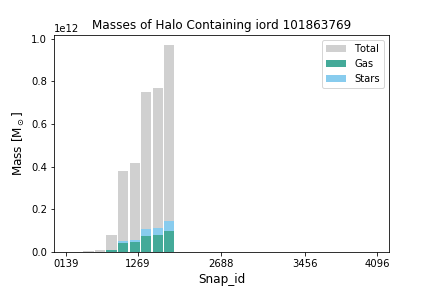 Masses of Halo Containing iord 101863769
1e12
1.0
0.8
0.6
0.4
0.2
0.0
Mass [M⊙]
Total
Gas
Stars
0139
1269
2688
3456
4096
Snap_id